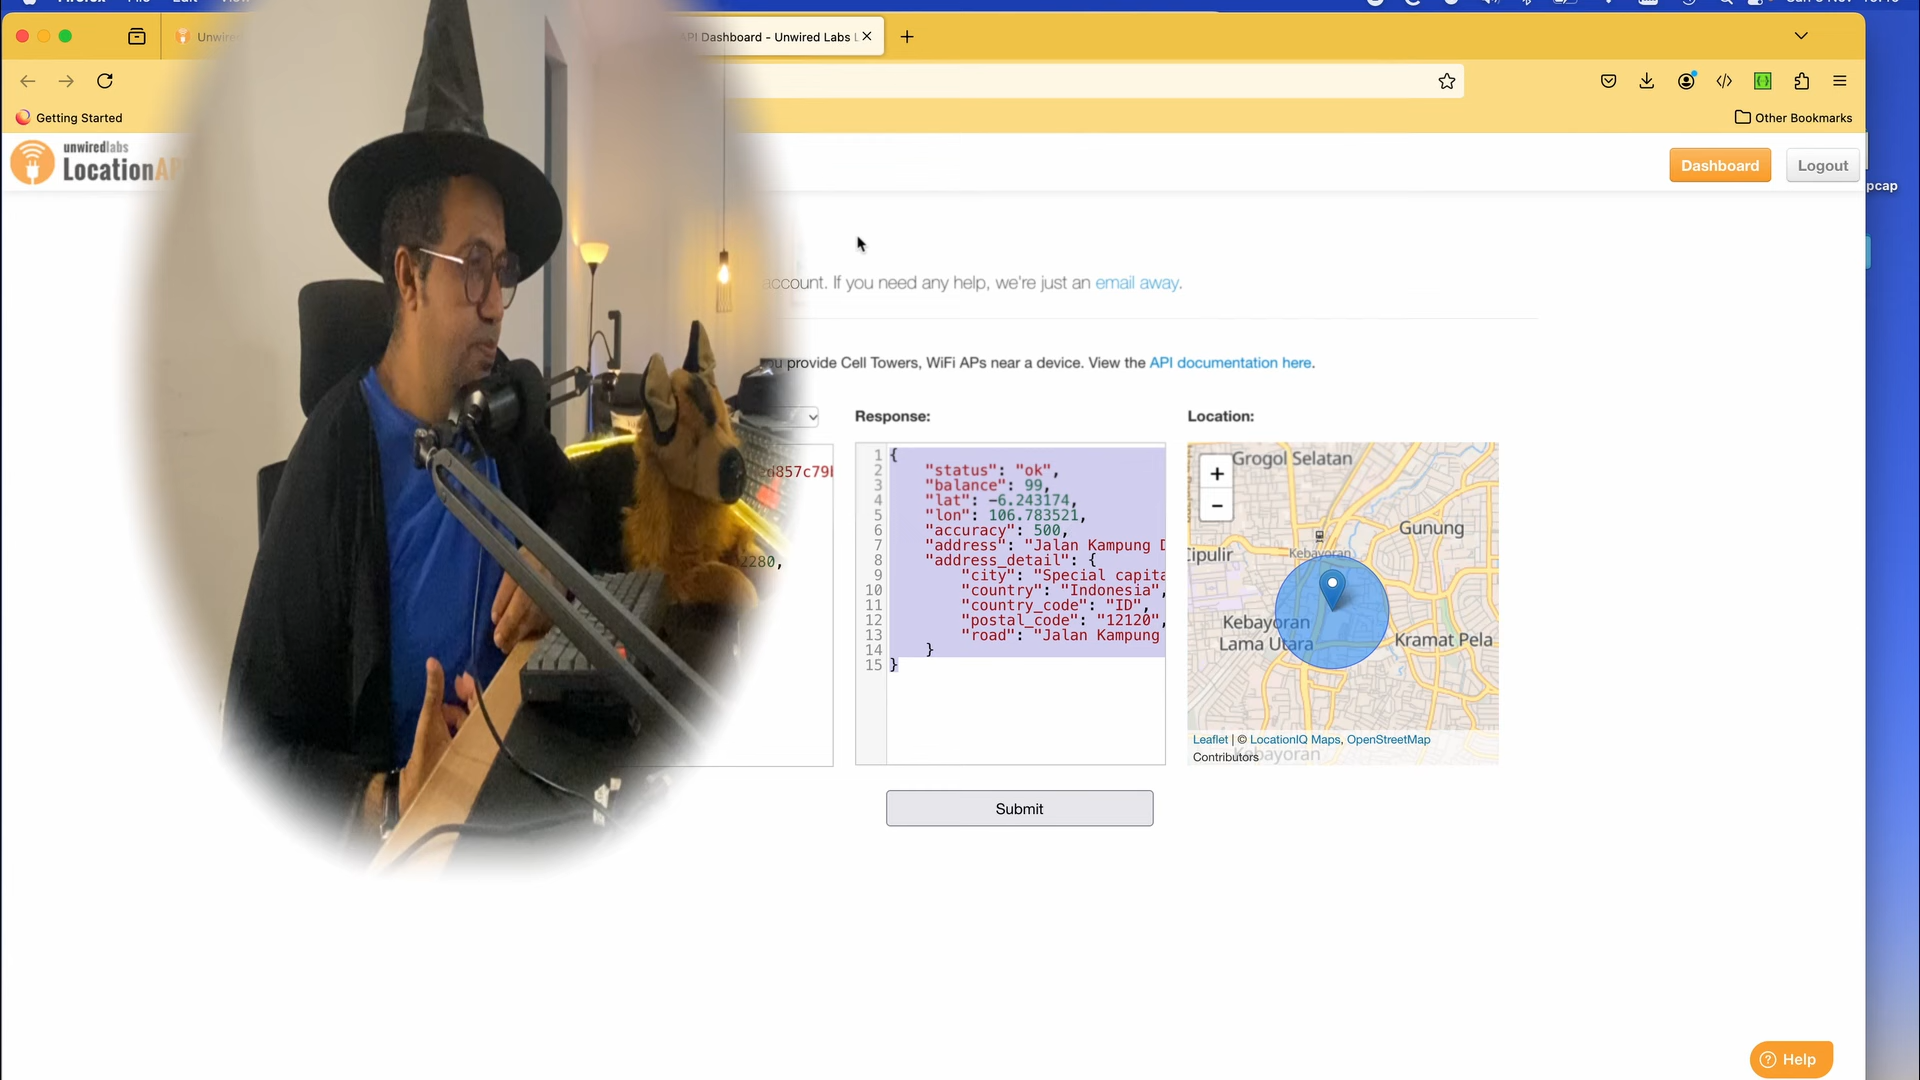 Unwire
API Dashboard - Unwired Labs L
Getting Started
Other Bookmarks
unwiredlabs
LocationAP
Dashboard
Logout
pcap
account. If you need any help, we're just an email away.
provide Cell Towers, WiFi APs near a device. View the API documentation here.
Response:
Location:
d857c79
2280,
1 {
2 "status": "ok",
3 "balance": 99,
4 "lat": -6.243174,
5 "lon": 106.783521,
6 "accuracy": 500,
7 "address": "Jalan Kampung D
8 "address_detail": {
9 "city": "Special capita
10 "country": "Indonesia",
11 "country_code": "ID",
12 "postal_code": "12120",
13 "road": "Jalan Kampung
14 }
15 }
+
-
Grogol Selatan
Gunung
Cipulir
Kebayoran
Kebayoran
Lama Utara
Kramat Pela
Leaflet | © LocationIQ Maps, OpenStreetMap
Contributors
Kebayoran
Submit
Help